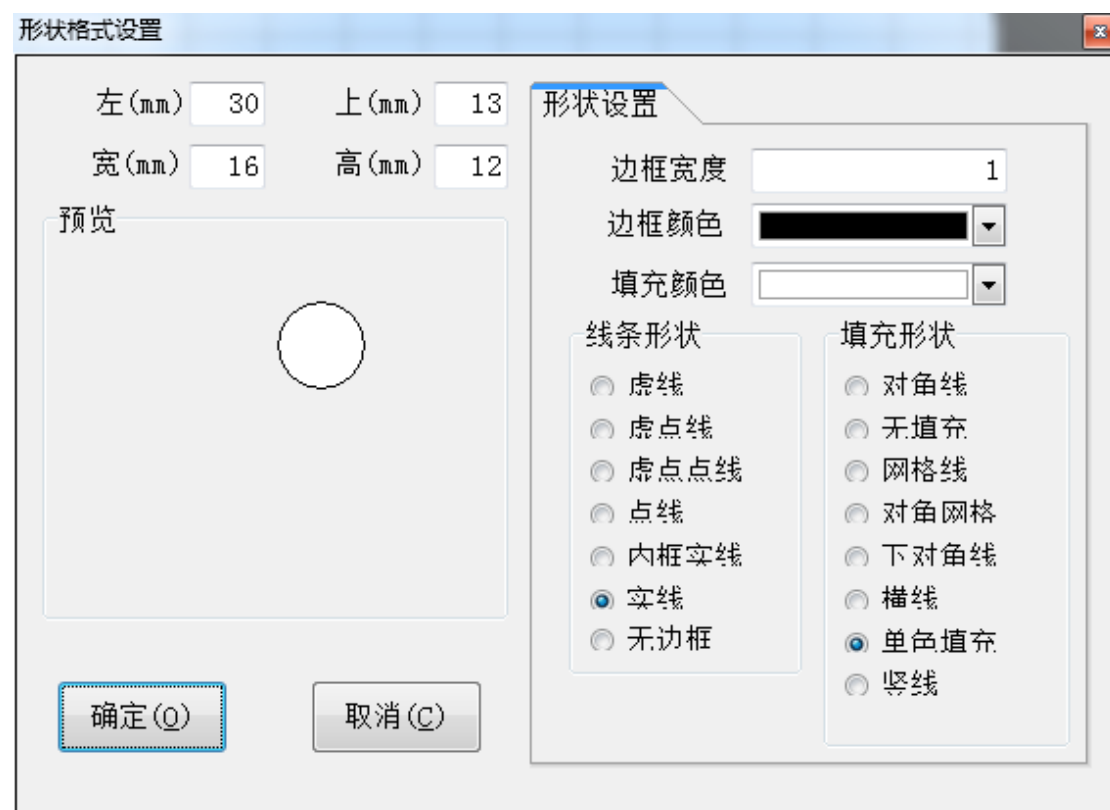 形状格式设置
左(mm) 30 上(mm) 13
宽(mm) 16 高(mm) 12
预览
确定(O) 取消(C)
形状设置
边框宽度 1
边框颜色
填充颜色
线条形状
虚线
虚点线
虚点点线
点线
内框实线
实线
无边框
填充形状
对角线
无填充
网格线
对角网格
下对角线
横线
单色填充
竖线